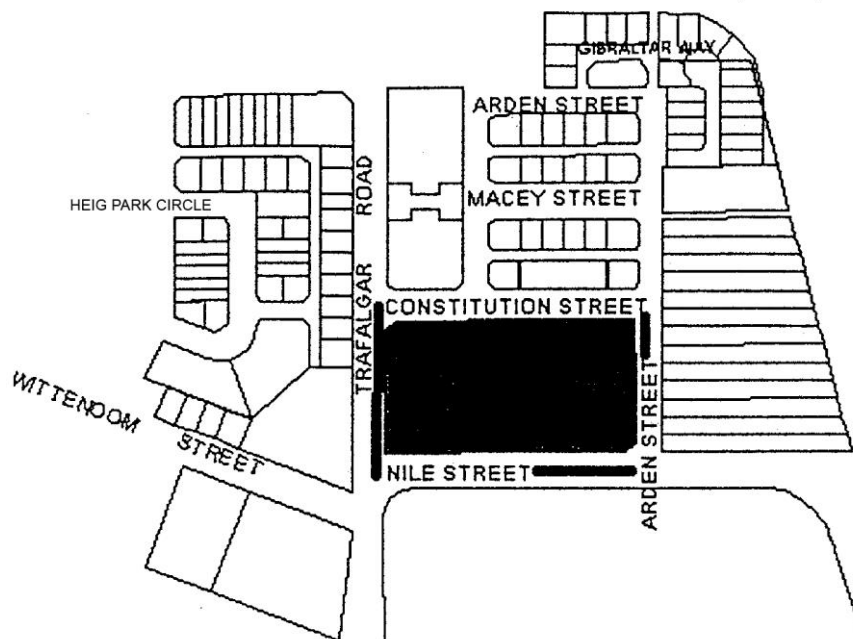 GIBRALTAR WAY
ARDEN STREET
ROAD
MACEY STREET
HEIG PARK CIRCLE
TRAFALGAR
CONSTITUTION STREET
WITTENOOM
STREET
ARDEN STREET
NILE STREET